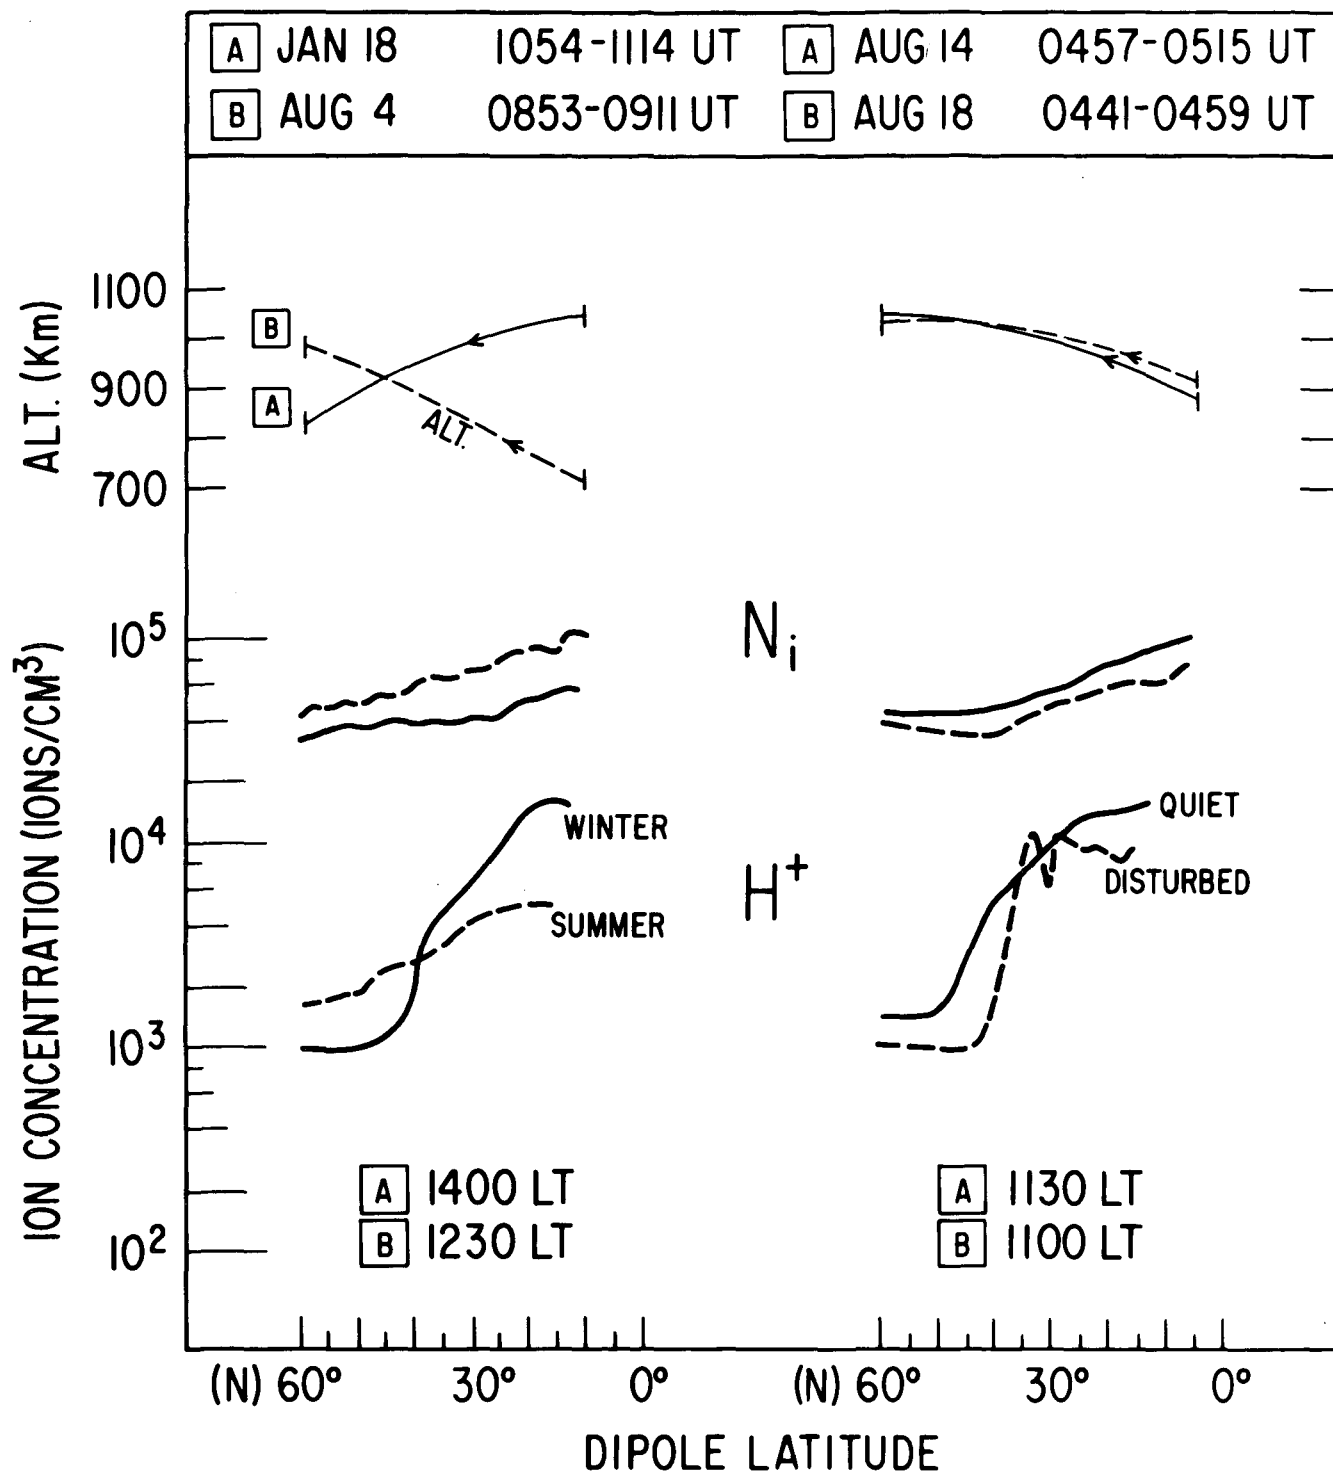 A JAN 18 1054-1114 UT A AUG 14 0457-0515 UT
B AUG 4 0853-0911 UT B AUG 18 0441-0459 UT
1100
900
700
ALT. (Km)
B
A
ALT.
10⁵
10⁴
10³
10²
ION CONCENTRATION (IONS/CM³)
Nᵢ
WINTER
SUMMER
H⁺
QUIET
DISTURBED
A 1400 LT
B 1230 LT
A 1130 LT
B 1100 LT
(N) 60° 30° 0° (N) 60° 30° 0°
DIPOLE LATITUDE